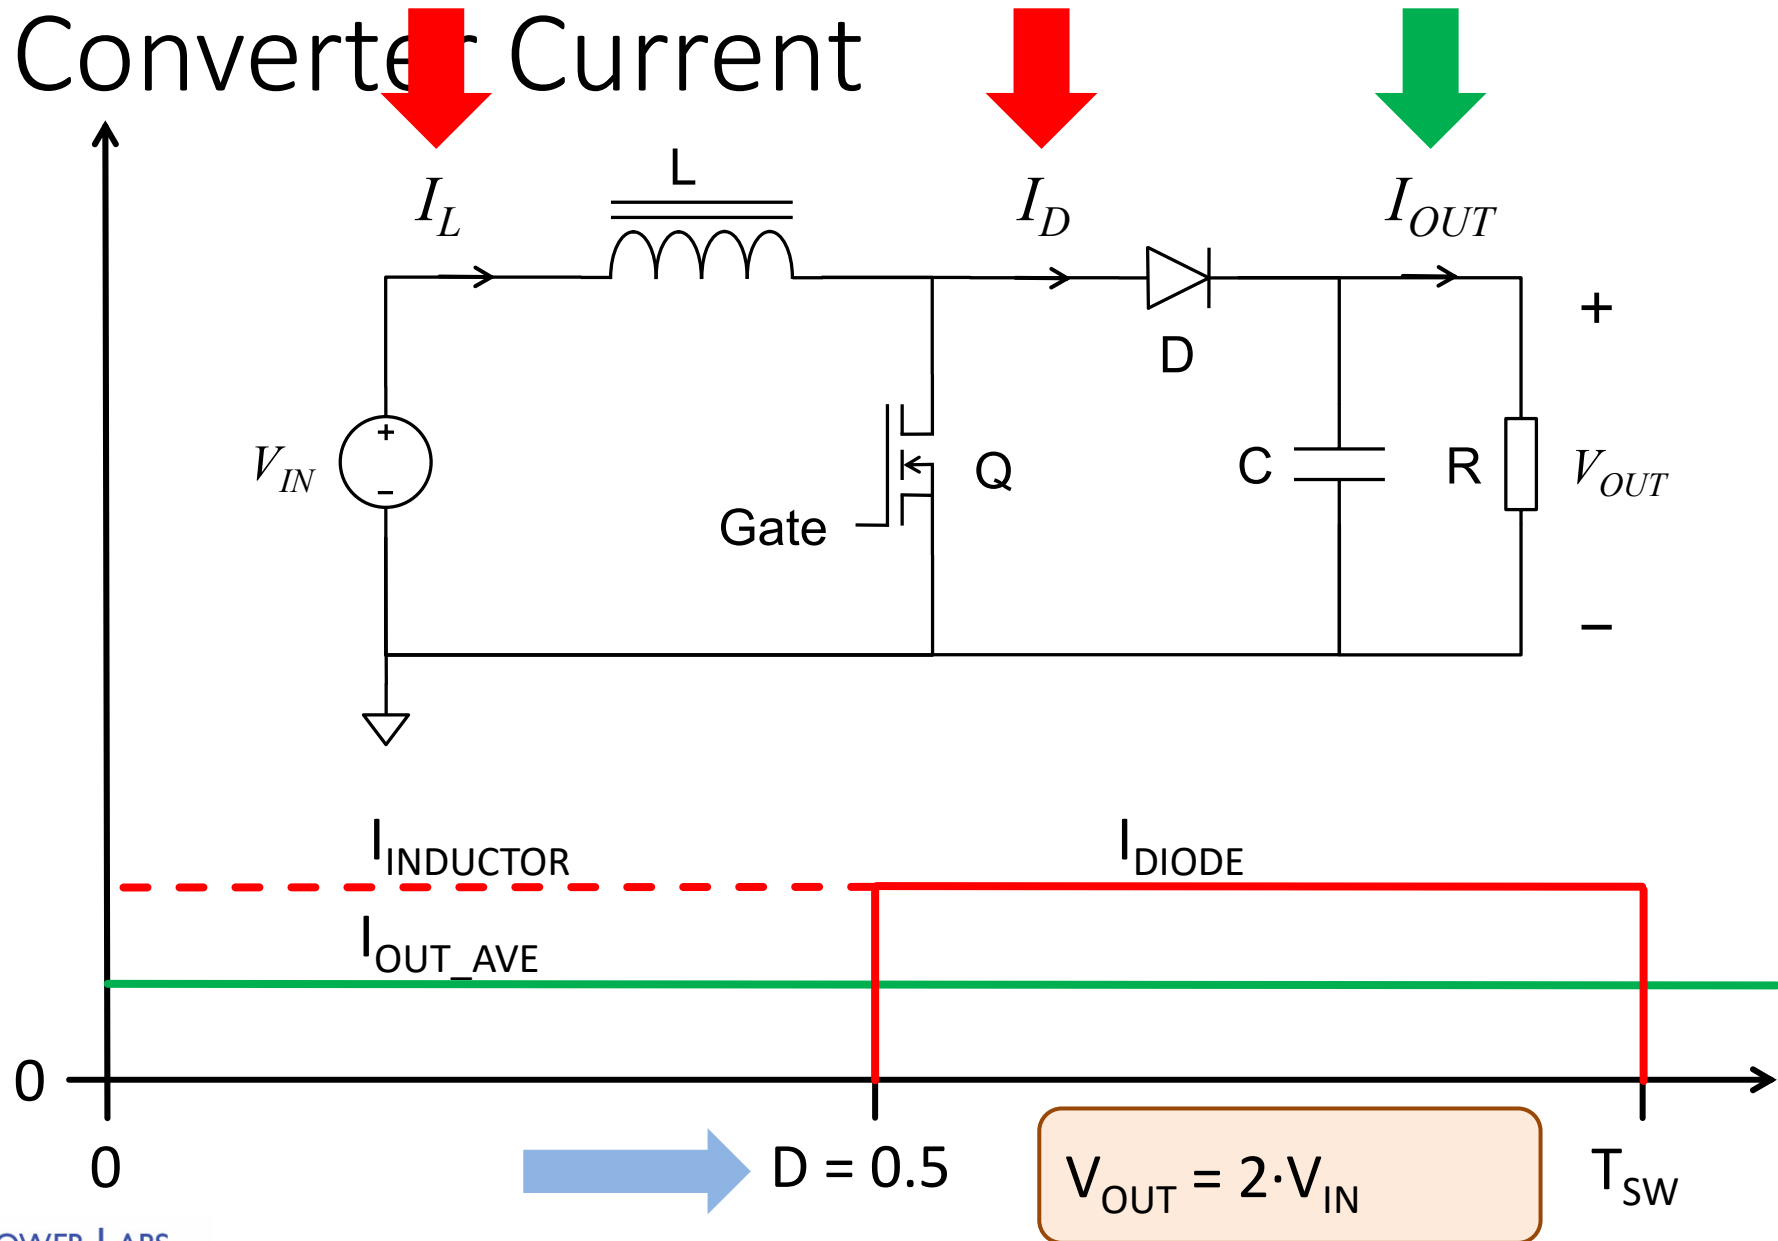 Converter Current
I_L
L
I_D
I_OUT
+
D
V_IN
+
−
Q
C
R
V_OUT
Gate
−
I_INDUCTOR
I_DIODE
I_OUT_AVE
0
0
D = 0.5
V_OUT = 2·V_IN
T_SW